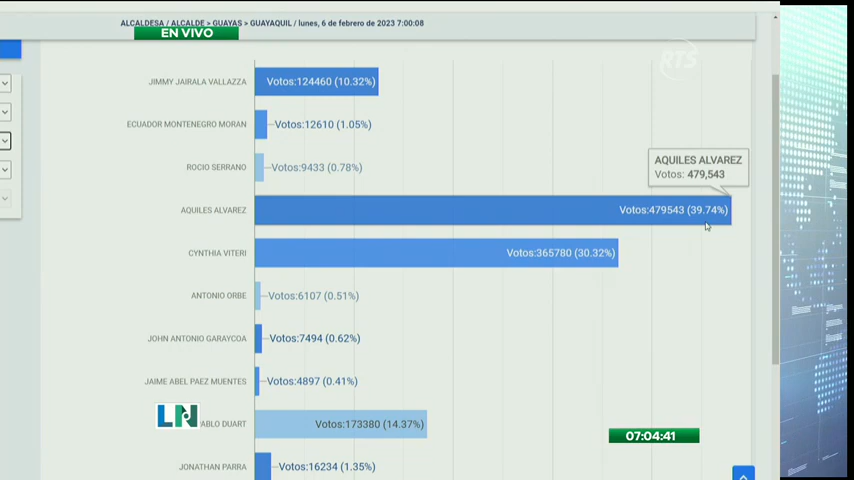 ALCALDESA / ALCALDE > GUAYAS > GUAYAQUIL / lunes, 6 de febrero de 2023 7:00:08
EN VIVO
RTS
JIMMY JAIRALA VALLAZZA Votos:124460 (10.32%)
ECUADOR MONTENEGRO MORAN Votos:12610 (1.05%)
ROCIO SERRANO Votos:9433 (0.78%)
AQUILES ALVAREZ
Votos: 479,543
AQUILES ALVAREZ Votos:479543 (39.74%)
CYNTHIA VITERI Votos:365780 (30.32%)
ANTONIO ORBE Votos:6107 (0.51%)
JOHN ANTONIO GARAYCOA Votos:7494 (0.62%)
JAIME ABEL PAEZ MUENTES Votos:4897 (0.41%)
LN ABLO DUART Votos:173380 (14.37%)
07:04:41
JONATHAN PARRA Votos:16234 (1.35%)